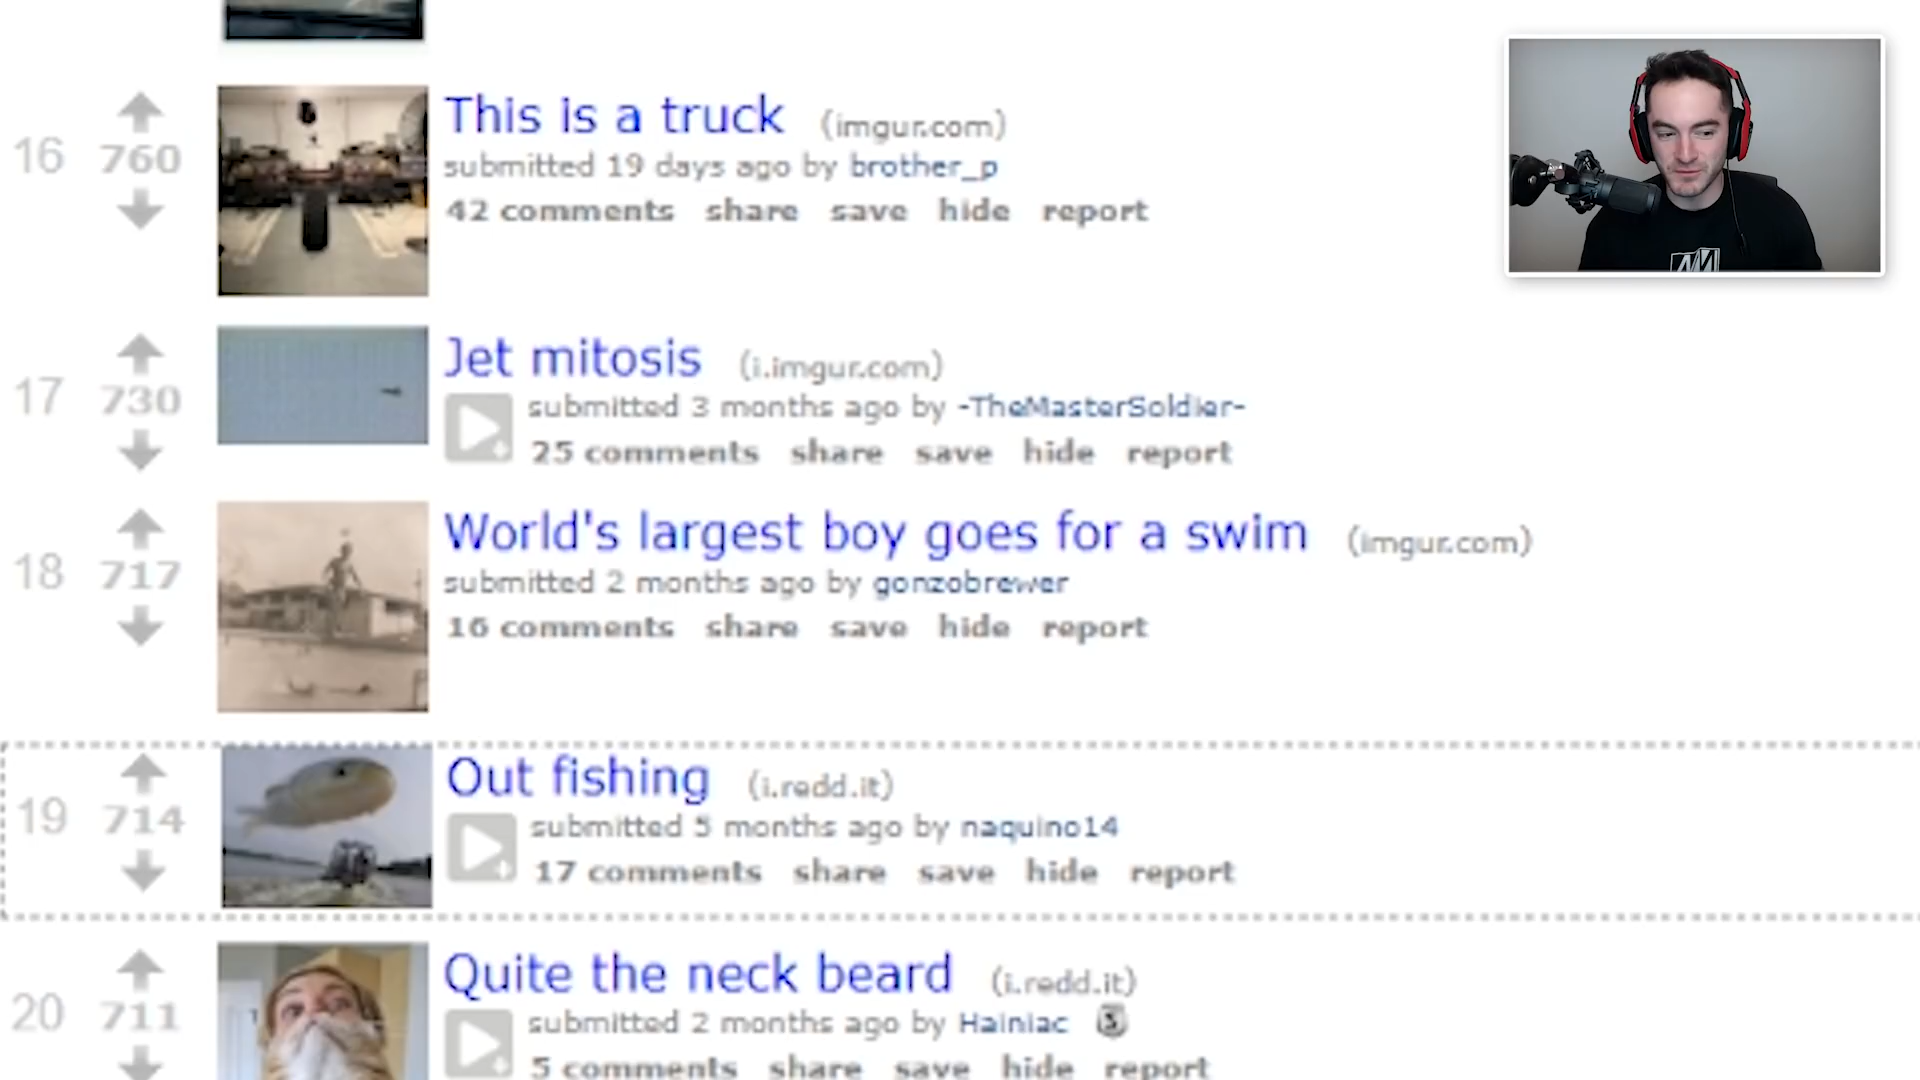 16
760
This is a truck (imgur.com)
submitted 19 days ago by brother_p
42 comments share save hide report
17
730
Jet mitosis (i.imgur.com)
submitted 3 months ago by -TheMasterSoldier-
25 comments share save hide report
18
717
World's largest boy goes for a swim (imgur.com)
submitted 2 months ago by gonzobrewer
16 comments share save hide report
19
714
Out fishing (i.redd.it)
submitted 5 months ago by naquino14
17 comments share save hide report
20
711
Quite the neck beard (i.redd.it)
submitted 2 months ago by Hainiac
5 comments share save hide report